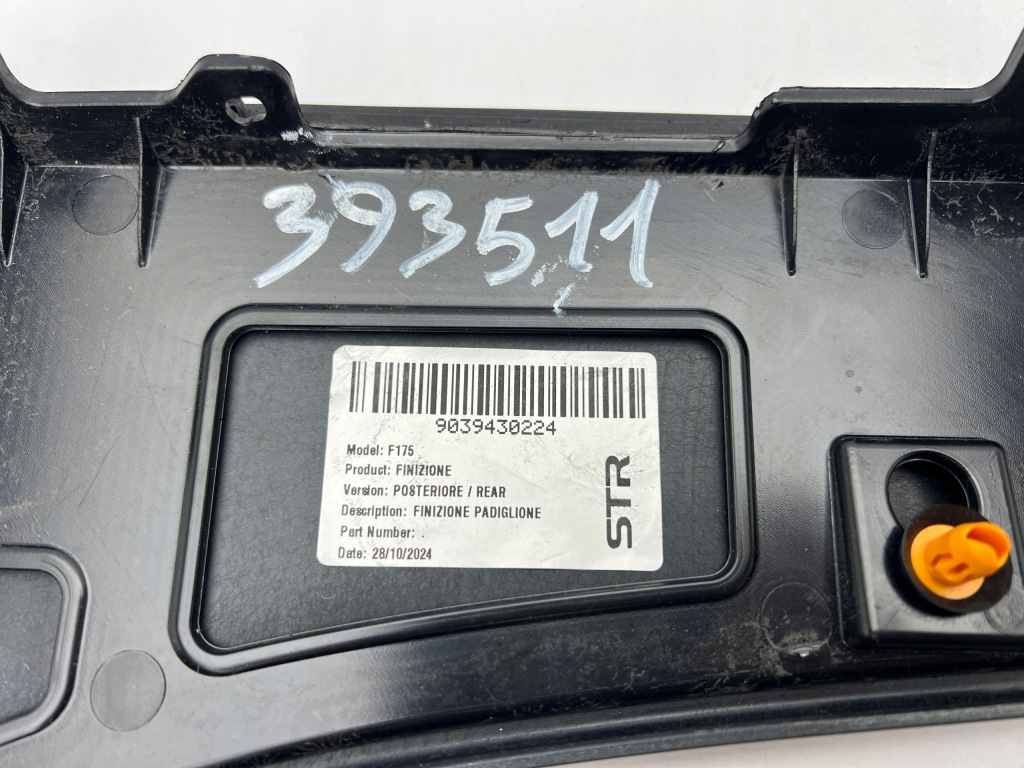 393511
9039430224
Model: F175
Product: FINIZIONE
Version: POSTERIORE / REAR
Description: FINIZIONE PADIGLIONE
Part Number: .
Date: 28/10/2024
STR